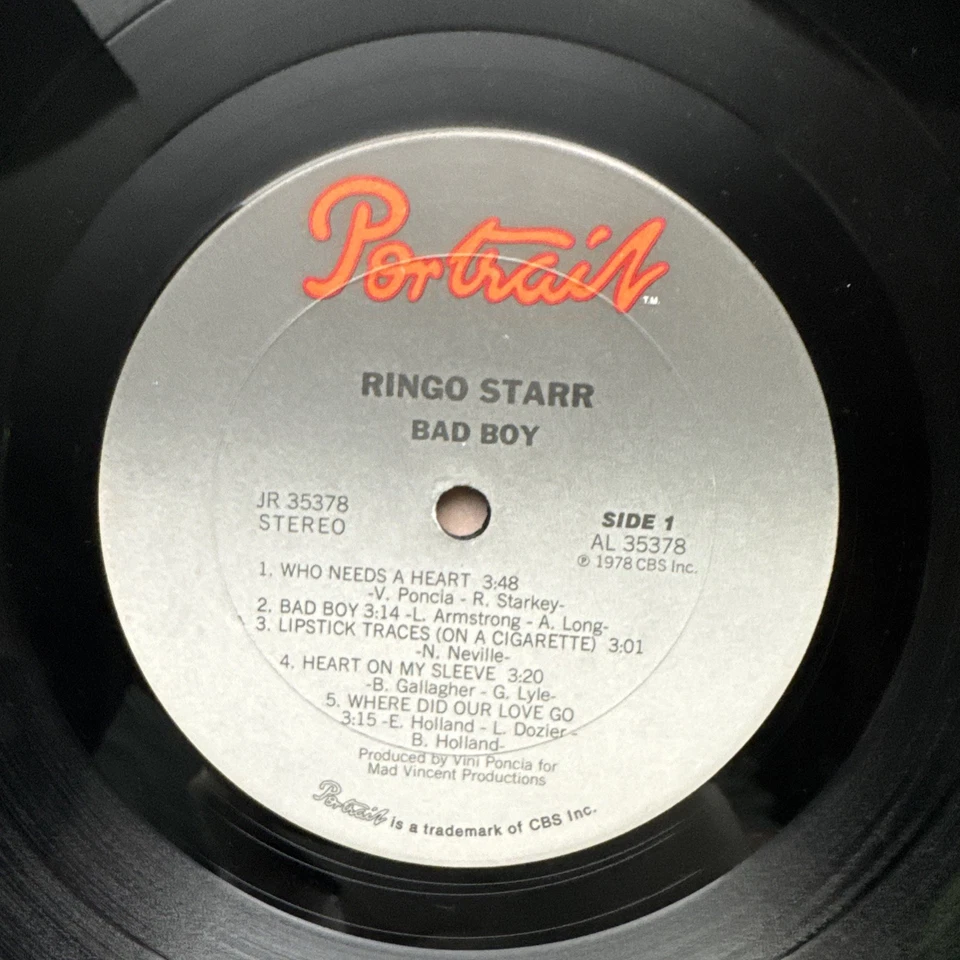 Portrait T.M.
RINGO STARR
BAD BOY
JR 35378
STEREO
SIDE 1
AL 35378
℗ 1978 CBS Inc.
1. WHO NEEDS A HEART 3:48
-V. Poncia - R. Starkey-
2. BAD BOY 3:14 -L. Armstrong - A. Long-
3. LIPSTICK TRACES (ON A CIGARETTE) 3:01
-N. Neville-
4. HEART ON MY SLEEVE 3:20
-B. Gallagher - G. Lyle-
5. WHERE DID OUR LOVE GO
3:15 -E. Holland - L. Dozier -
B. Holland-
Produced by Vini Poncia for
Mad Vincent Productions
Portrait is a trademark of CBS Inc.